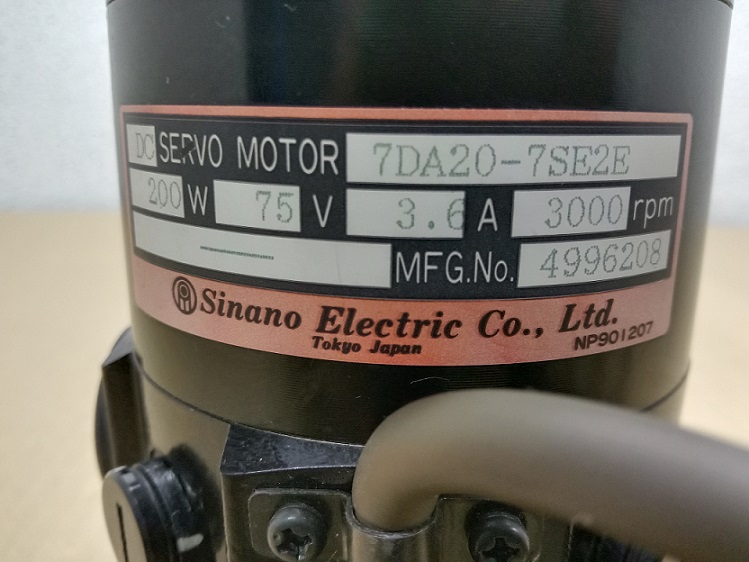 DC SERVO MOTOR 7DA20-7SE2E
200 W 75 V 3.6 A 3000 rpm
MFG.No. 4996208
Sinano Electric Co., Ltd.
Tokyo Japan
NP901207